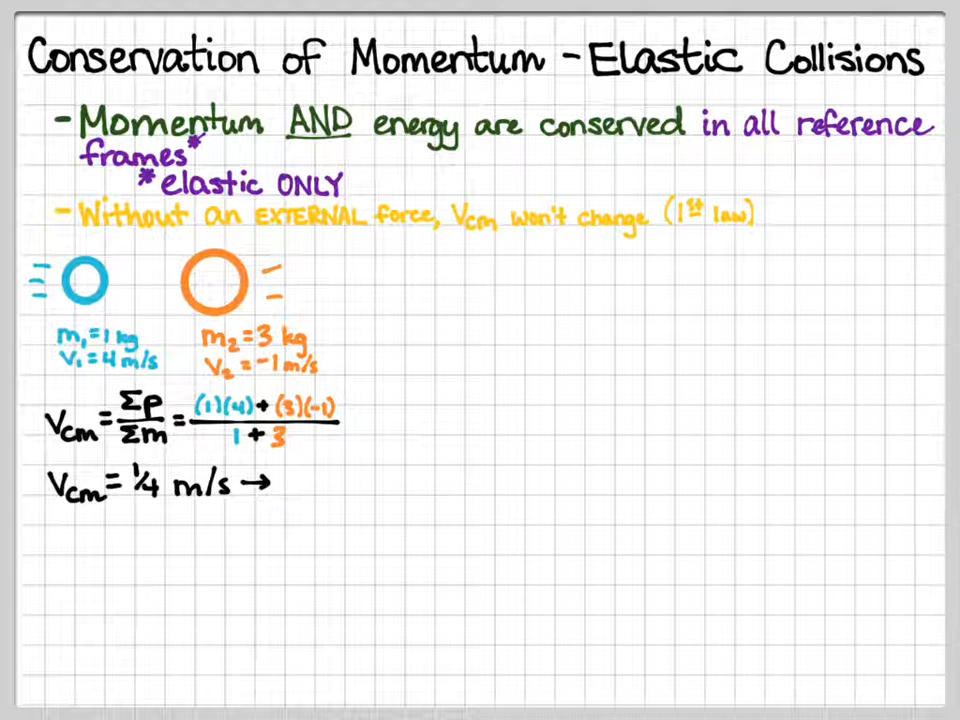 Conservation of Momentum - Elastic Collisions
- Momentum AND energy are conserved in all reference
frames*
* elastic ONLY
- Without an EXTERNAL force, Vcm won't change (1st law)
m₁ = 1 kg
V₁ = 4 m/s
m₂ = 3 kg
V₂ = -1 m/s
Vcm = Σp/Σm = (1)(4) + (3)(-1)/1 + 3
Vcm = 1/4 m/s →